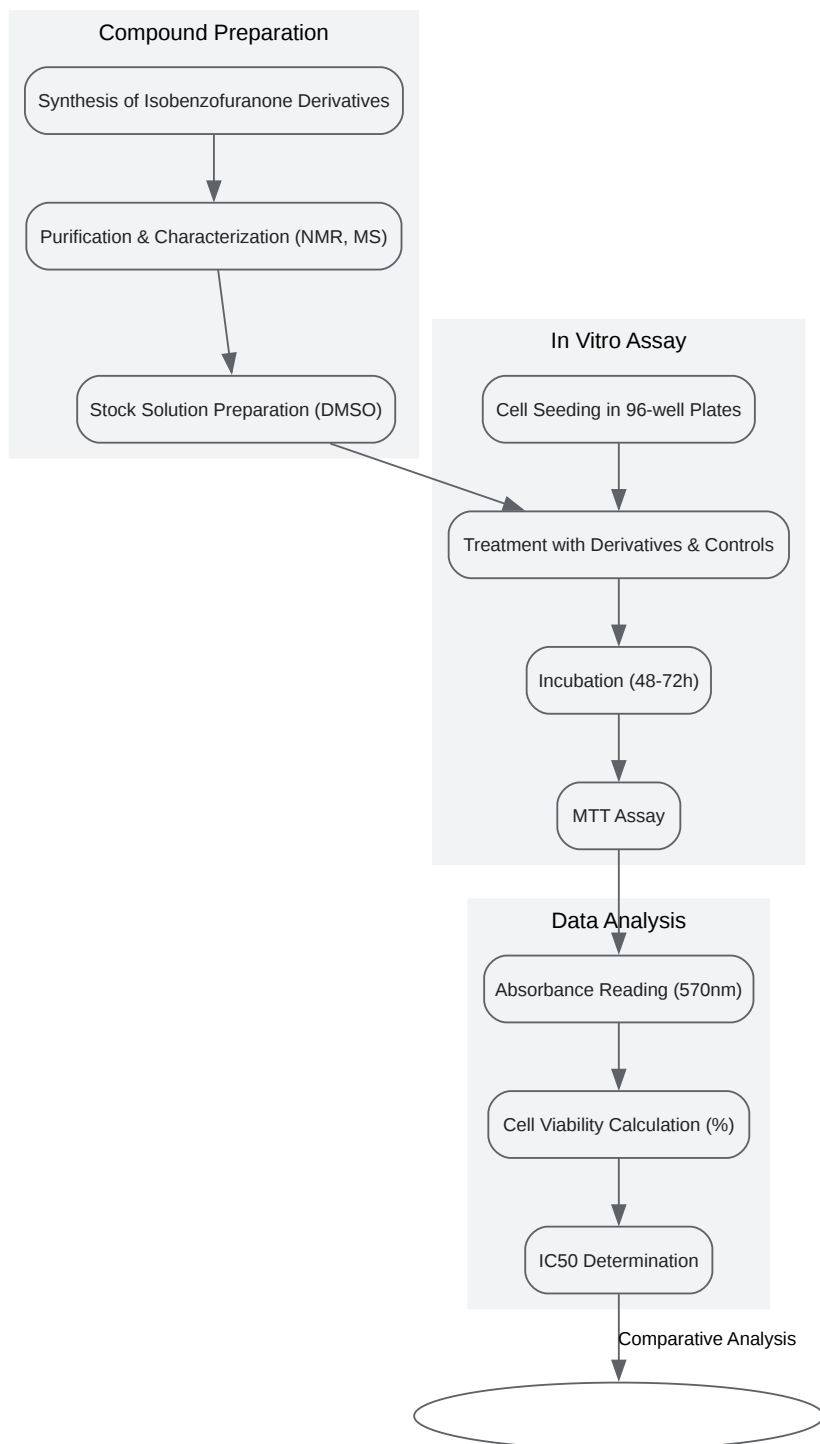 Compound Preparation
Synthesis of Isobenzofuranone Derivatives
Purification & Characterization (NMR, MS)
Stock Solution Preparation (DMSO)
In Vitro Assay
Cell Seeding in 96-well Plates
Treatment with Derivatives & Controls
Incubation (48-72h)
MTT Assay
Data Analysis
Absorbance Reading (570nm)
Cell Viability Calculation (%)
IC50 Determination
Comparative Analysis